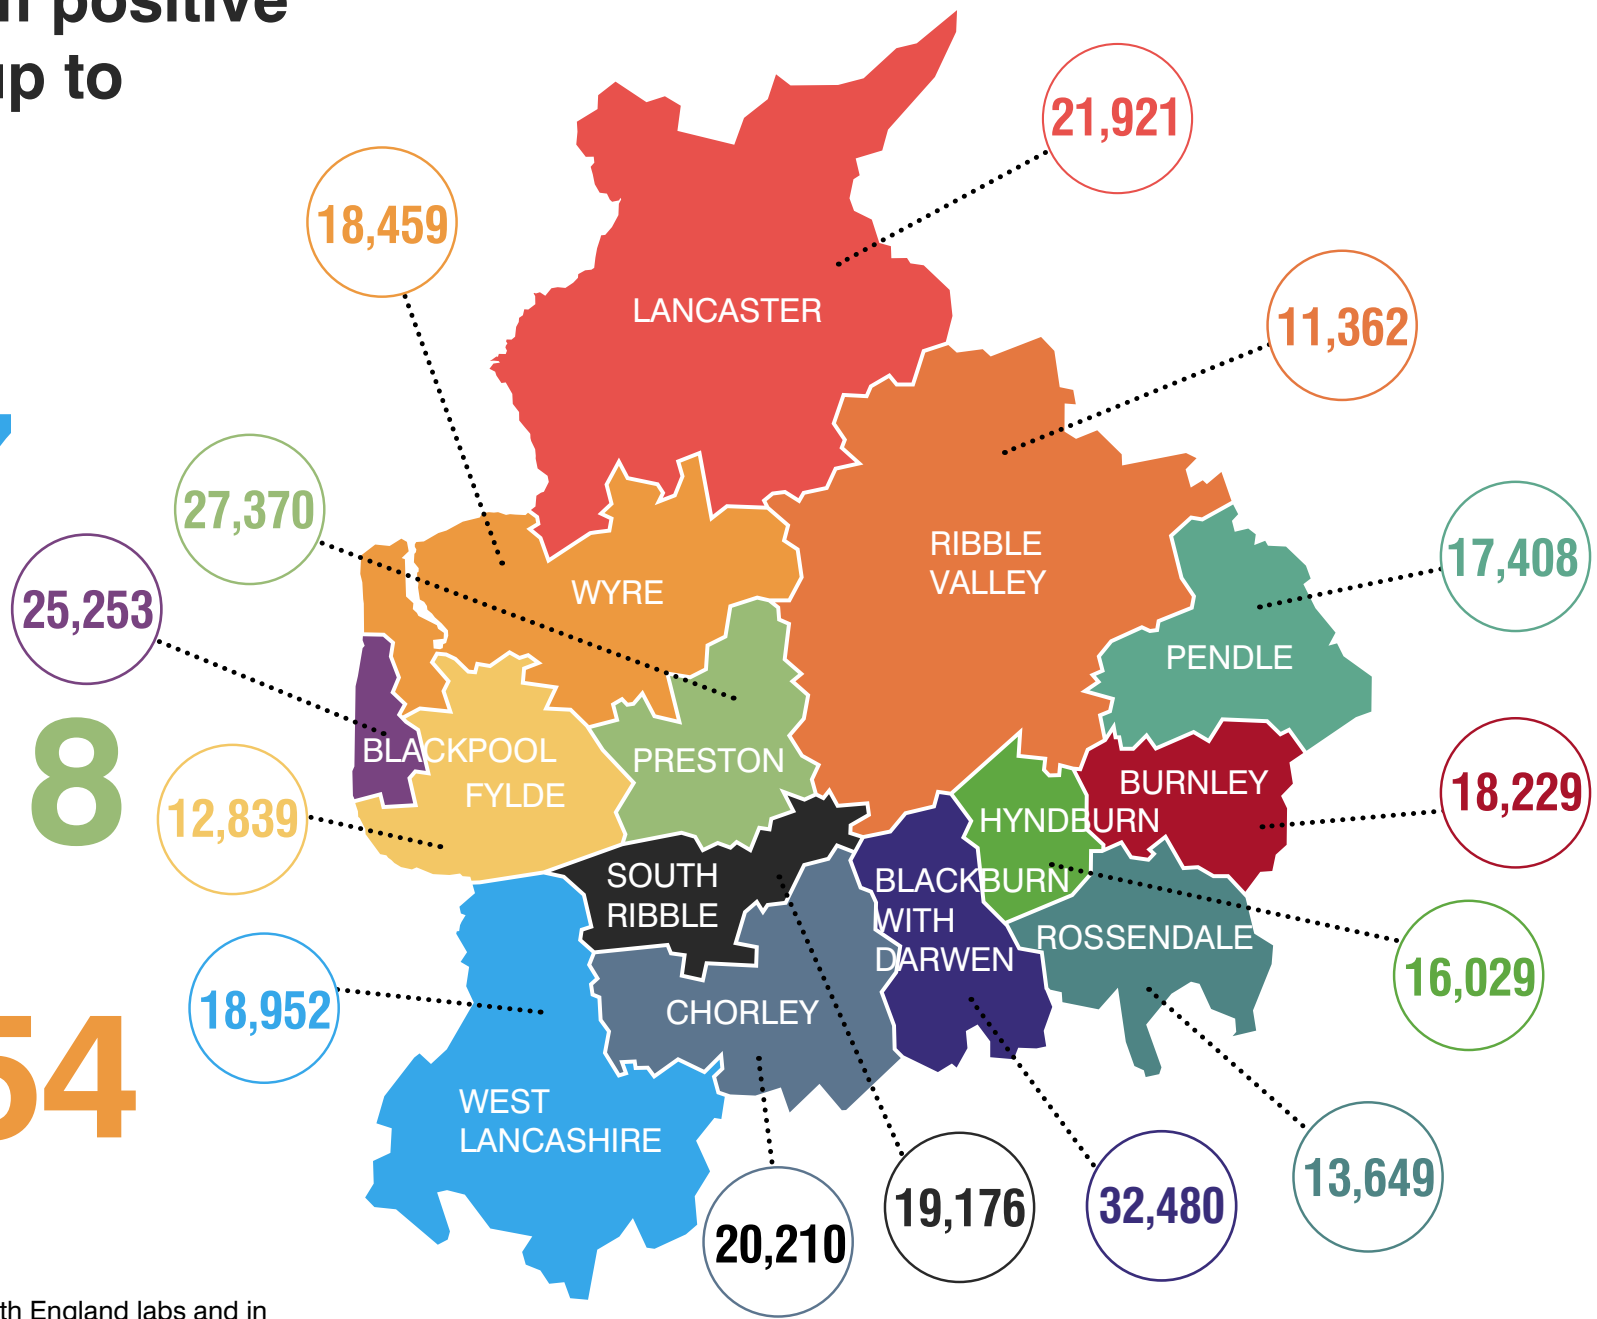 positive
up to
21,921
18,459
LANCASTER
11,362
27,370
17,408
RIBBLE
VALLEY
WYRE
25,253
PENDLE
8
BLACKPOOL
PRESTON
FYLDE
BURNLEY
18,229
12,839
HYNDBURN
SOUTH
RIBBLE
BLACKBURN
WITH
DARWEN
ROSSENDALE
16,029
18,952
CHORLEY
54
WEST
LANCASHIRE
13,649
19,176
32,480
20,210
England labs and in